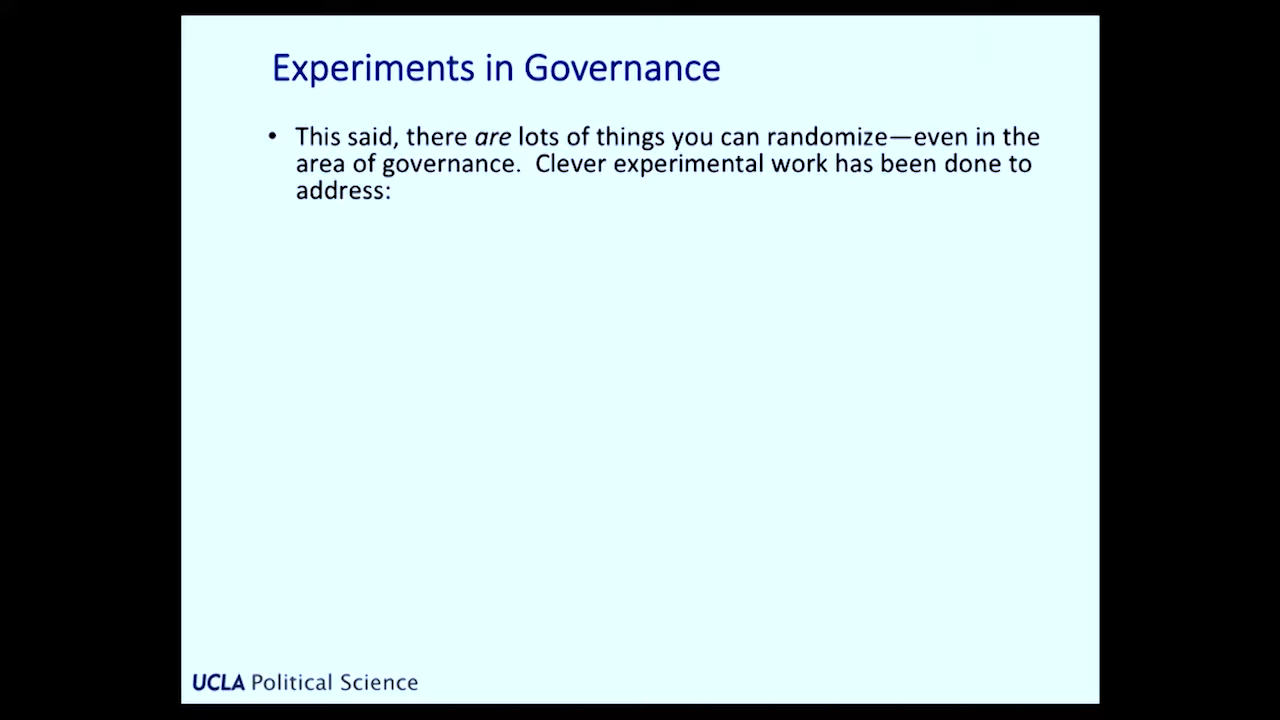 Experiments in Governance
• This said, there are lots of things you can randomize—even in the
area of governance.  Clever experimental work has been done to
address:
UCLA Political Science